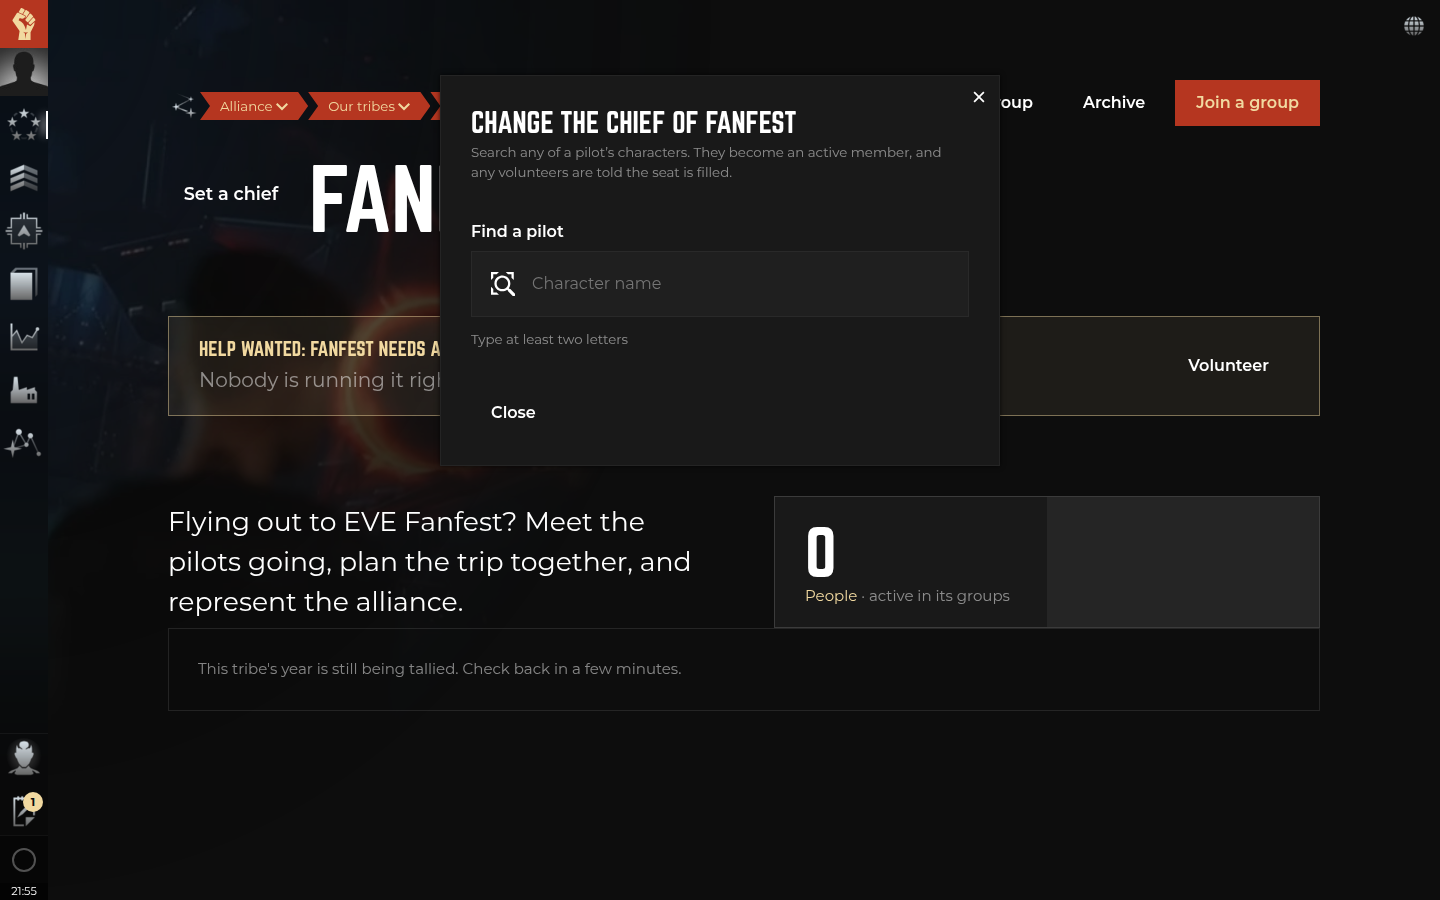 Alliance
Our tribes
oup
Archive
Join a group
Set a chief
FAN
CHANGE THE CHIEF OF FANFEST
Search any of a pilot's characters. They become an active member, and
any volunteers are told the seat is filled.
Find a pilot
Character name
Type at least two letters
Close
HELP WANTED: FANFEST NEEDS A
Nobody is running it righ
Volunteer
Flying out to EVE Fanfest? Meet the
pilots going, plan the trip together, and
represent the alliance.
0
People · active in its groups
This tribe's year is still being tallied. Check back in a few minutes.
1
21:55